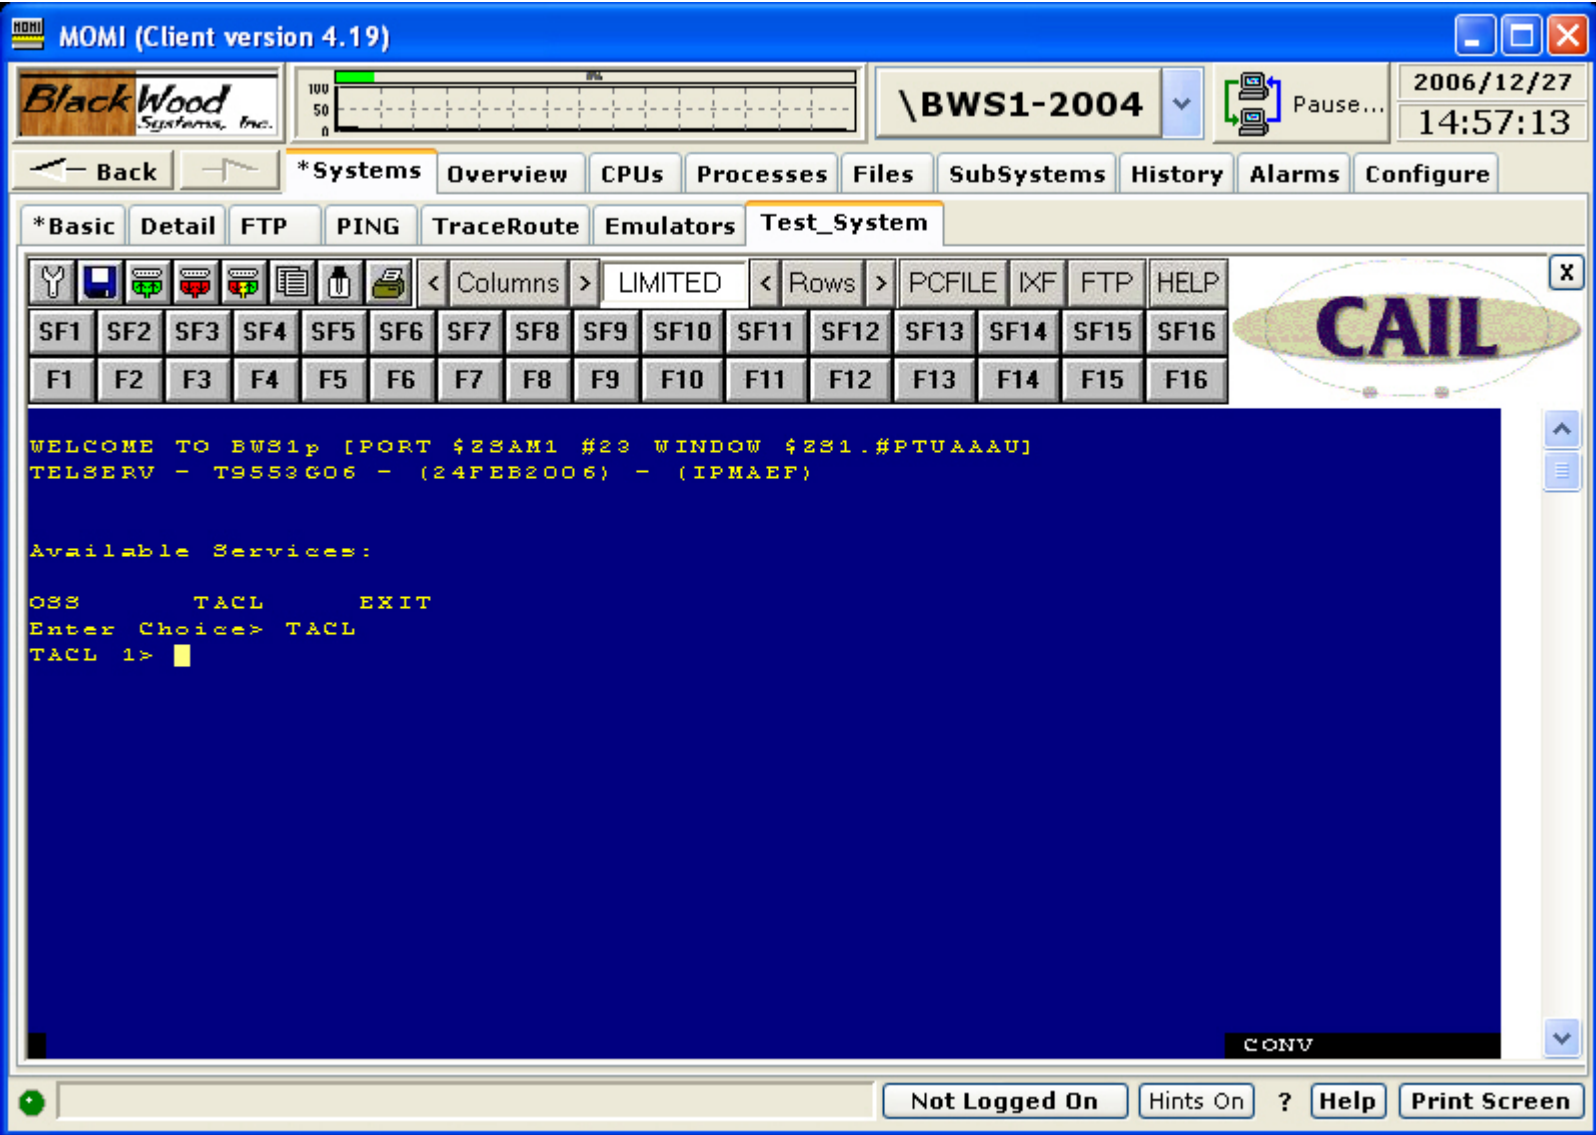 MOMI (Client version 4.19)
BlackWood Systems, Inc.
100
50
0
\BWS1-2004
Pause...
2006/12/27
14:57:13
Back
*Systems Overview CPUs Processes Files SubSystems History Alarms Configure
*Basic Detail FTP PING TraceRoute Emulators Test_System
< Columns > LIMITED < Rows > PCFILE IXF FTP HELP
X
SF1 SF2 SF3 SF4 SF5 SF6 SF7 SF8 SF9 SF10 SF11 SF12 SF13 SF14 SF15 SF16
F1 F2 F3 F4 F5 F6 F7 F8 F9 F10 F11 F12 F13 F14 F15 F16
CAIL
WELCOME TO BWS1p [PORT $ZSAM1 #23 WINDOW $ZS1.#PTUAAAU]
TELSERV - T9553G06 - (24FEB2006) - (IPMAEF)
Available Services:
OSS TACL EXIT
Enter Choice> TACL
TACL 1>
CONV
Not Logged On Hints On ? Help Print Screen